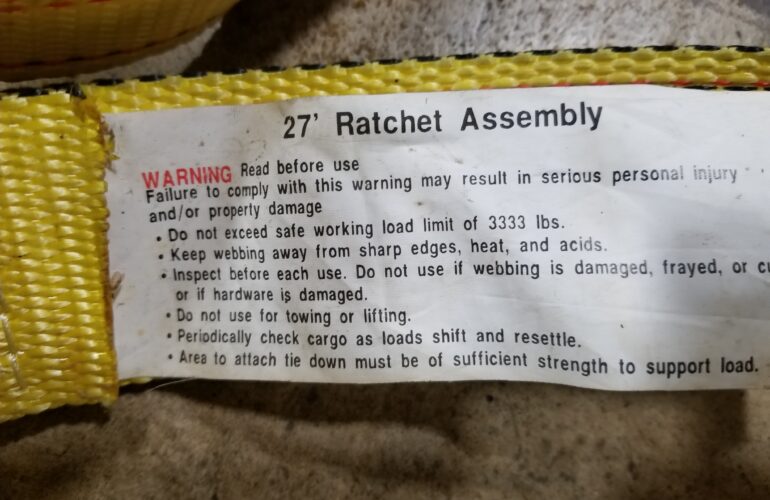 27' Ratchet Assembly
WARNING Read before use
Failure to comply with this warning may result in serious personal injury
and/or property damage
• Do not exceed safe working load limit of 3333 lbs.
• Keep webbing away from sharp edges, heat, and acids.
• Inspect before each use. Do not use if webbing is damaged, frayed, or
or if hardware is damaged.
• Do not use for towing or lifting.
• Periodically check cargo as loads shift and resettle.
• Area to attach tie down must be of sufficient strength to support load.